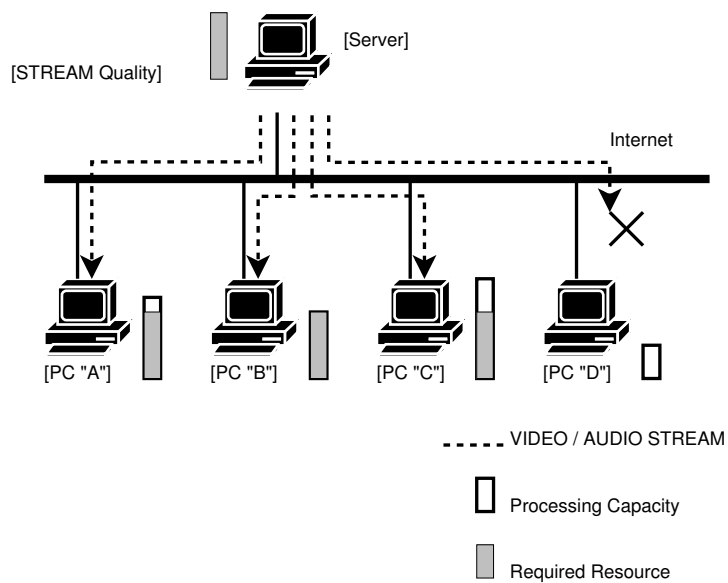 [Server]
[STREAM Quality]
Internet
[PC "A"]
[PC "B"]
[PC "C"]
[PC "D"]
VIDEO / AUDIO STREAM
Processing Capacity
Required Resource